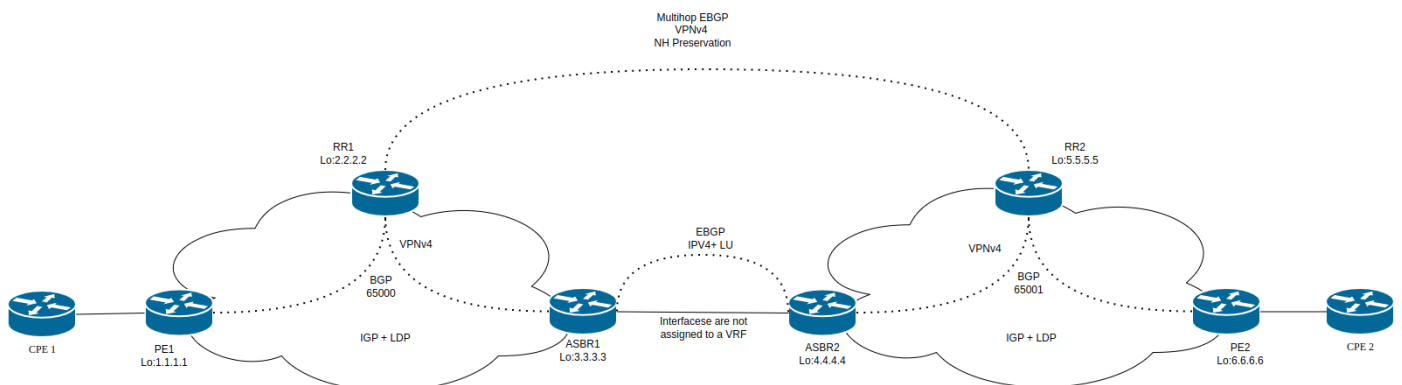 Multihop EBGP
VPNv4
NH Preservation
RR1
Lo:2.2.2.2
RR2
Lo:5.5.5.5
VPNv4
EBGP
IPV4+ LU
VPNv4
BGP
65000
BGP
65001
Interfacese are not
assigned to a VRF
CPE 1
PE1
Lo:1.1.1.1
IGP + LDP
ASBR1
Lo:3.3.3.3
ASBR2
Lo:4.4.4.4
IGP + LDP
PE2
Lo:6.6.6.6
CPE 2